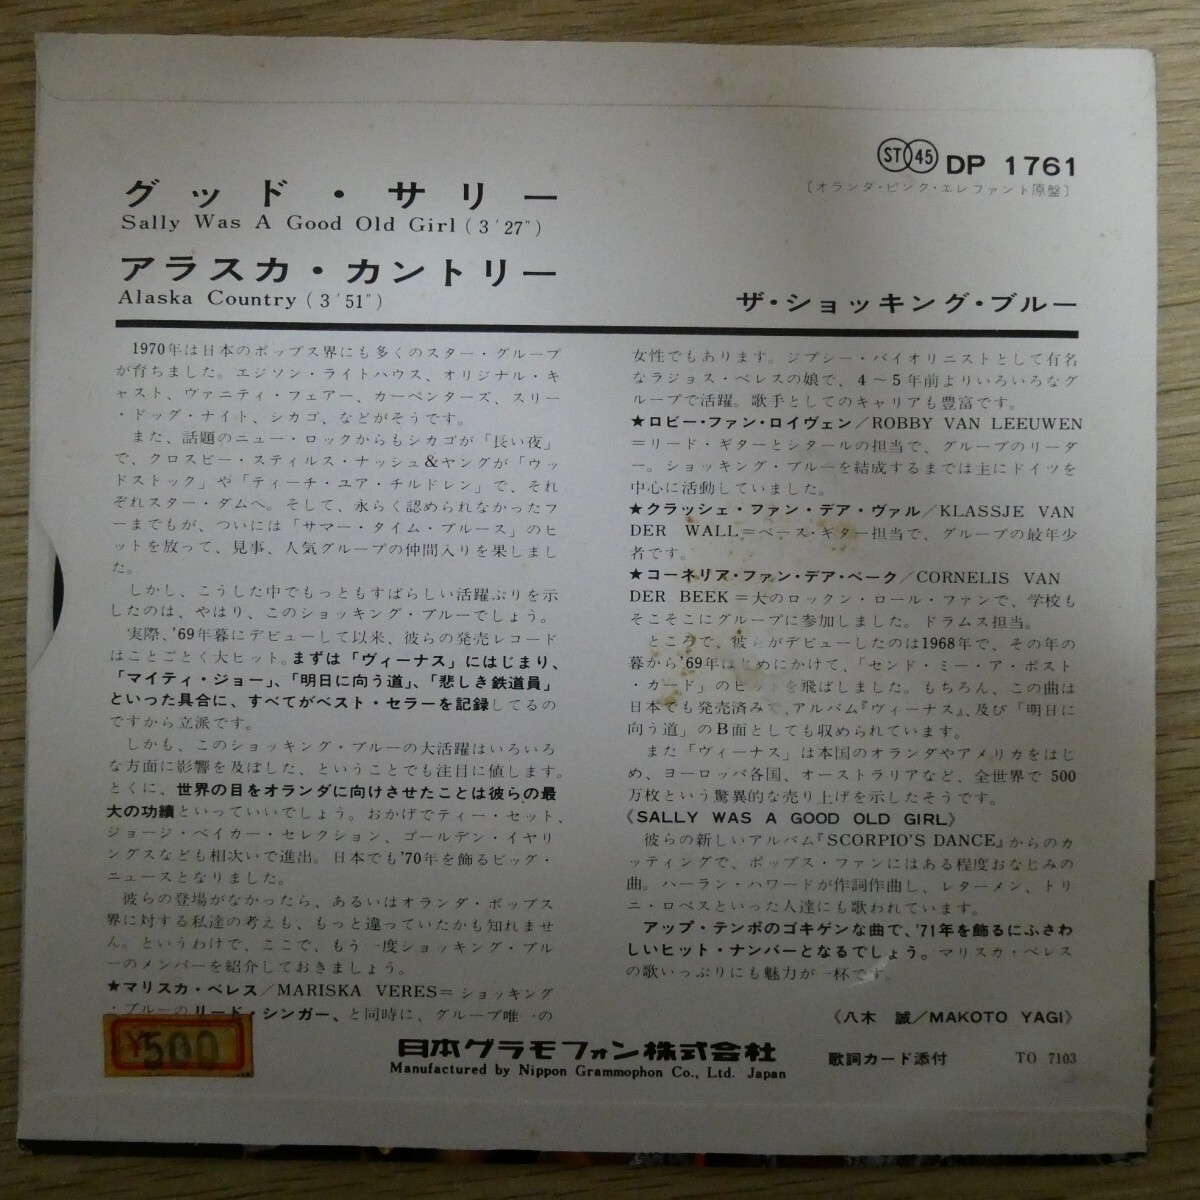 ST 45 DP 1761
〔オランダ・ピンク・エレファント原盤〕
グッド・サリー
Sally Was A Good Old Girl (3′27″)
アラスカ・カントリー
Alaska Country (3′51″)
ザ・ショッキング・ブルー
1970年は日本のポップス界にも多くのスター・グループ
が育ちました。エジソン・ライトハウス、オリジナル・キ
ャスト、ヴァニティ・フェアー、カーペンターズ、スリー
・ドッグ・ナイト、シカゴ、などがそうです。
また、話題のニュー・ロックからもシカゴが「長い夜」
で、クロスビー・スティルス・ナッシュ&ヤングが「ウッ
ドストック」や「ティーチ・ユア・チルドレン」で、それ
ぞれスター・ダムへ。そして、永らく認められなかったフ
ーまでもが、ついには「サマー・タイム・ブルース」のヒ
ットを放って、見事、人気グループの仲間入りを果しまし
た。
しかし、こうした中でもっともすばらしい活躍ぶりを示
したのは、やはり、このショッキング・ブルーでしょう。
実際、'69年暮にデビューして以来、彼らの発売レコード
はことごとく大ヒット。まずは「ヴィーナス」にはじまり、
「マイティ・ジョー」、「明日に向う道」、「悲しき鉄道員」
といった具合に、すべてがベスト・セラーを記録してるの
ですから立派です。
しかも、このショッキング・ブルーの大活躍はいろいろ
な方面に影響を及ぼした、ということでも注目に値します。
とくに、世界の目をオランダに向けさせたことは彼らの最
大の功績といっていいでしょう。おかげでティー・セット、
ジョージ・ベイカー・セレクション、ゴールデン・イヤリ
ングスなども相次いで進出。日本でも'70年を飾るビッグ・
ニュースとなりました。
彼らの登場がなかったら、あるいはオランダ・ポップス
界に対する私達の考えも、もっと違っていたかも知れませ
ん。というわけで、ここで、もう一度ショッキング・ブル
ーのメンバーを紹介しておきましょう。
★マリスカ・ベレス/MARISKA VERES=ショッキング
・ブルーのリード・シンガー、と同時に、グループ唯一の
女性でもあります。ジプシー・バイオリニストとして有名
なラジョス・ベレスの娘で、4～5年前よりいろいろなグ
ループで活躍。歌手としてのキャリアも豊富です。
★ロビー・ファン・ロイヴェン/ROBBY VAN LEEUWEN
=リード・ギターとシタールの担当で、グループのリーダ
ー。ショッキング・ブルーを結成するまでは主にドイツを
中心に活動していました。
★クラッシェ・ファン・デア・ヴァル/KLASSJE VAN
DER WALL=ベース・ギター担当で、グループの最年少
者です。
★コーネリア・ファン・デア・ベーク/CORNELIS VAN
DER BEEK=大のロックン・ロール・ファンで、学校も
そこそこにグループに参加しました。ドラムス担当。
ところで、彼らがデビューしたのは1968年で、その年の
暮から'69年はじめにかけて、「センド・ミー・ア・ポスト
・カード」のヒットを飛ばしました。もちろん、この曲は
日本でも発売済みで、アルバム『ヴィーナス』、及び「明日に
向う道」のB面としても収められています。
また「ヴィーナス」は本国のオランダやアメリカをはじ
め、ヨーロッパ各国、オーストラリアなど、全世界で500
万枚という驚異的な売り上げを示したそうです。
《SALLY WAS A GOOD OLD GIRL》
彼らの新しいアルバム『SCORPIO'S DANCE』からのカ
ッティングで、ポップス・ファンにはある程度おなじみの
曲。ハーラン・ハワードが作詞作曲し、レターメン、トリ
ニ・ロペスといった人達にも歌われています。
アップ・テンポのゴキゲンな曲で、'71年を飾るにふさわ
しいヒット・ナンバーとなるでしょう。マリスカ・ベレス
の歌いっぷりにも魅力が一杯です。
《八木 誠/MAKOTO YAGI》
¥500
日本グラモフォン株式会社
Manufactured by Nippon Grammophon Co., Ltd. Japan
歌詞カード添付
TO 7103